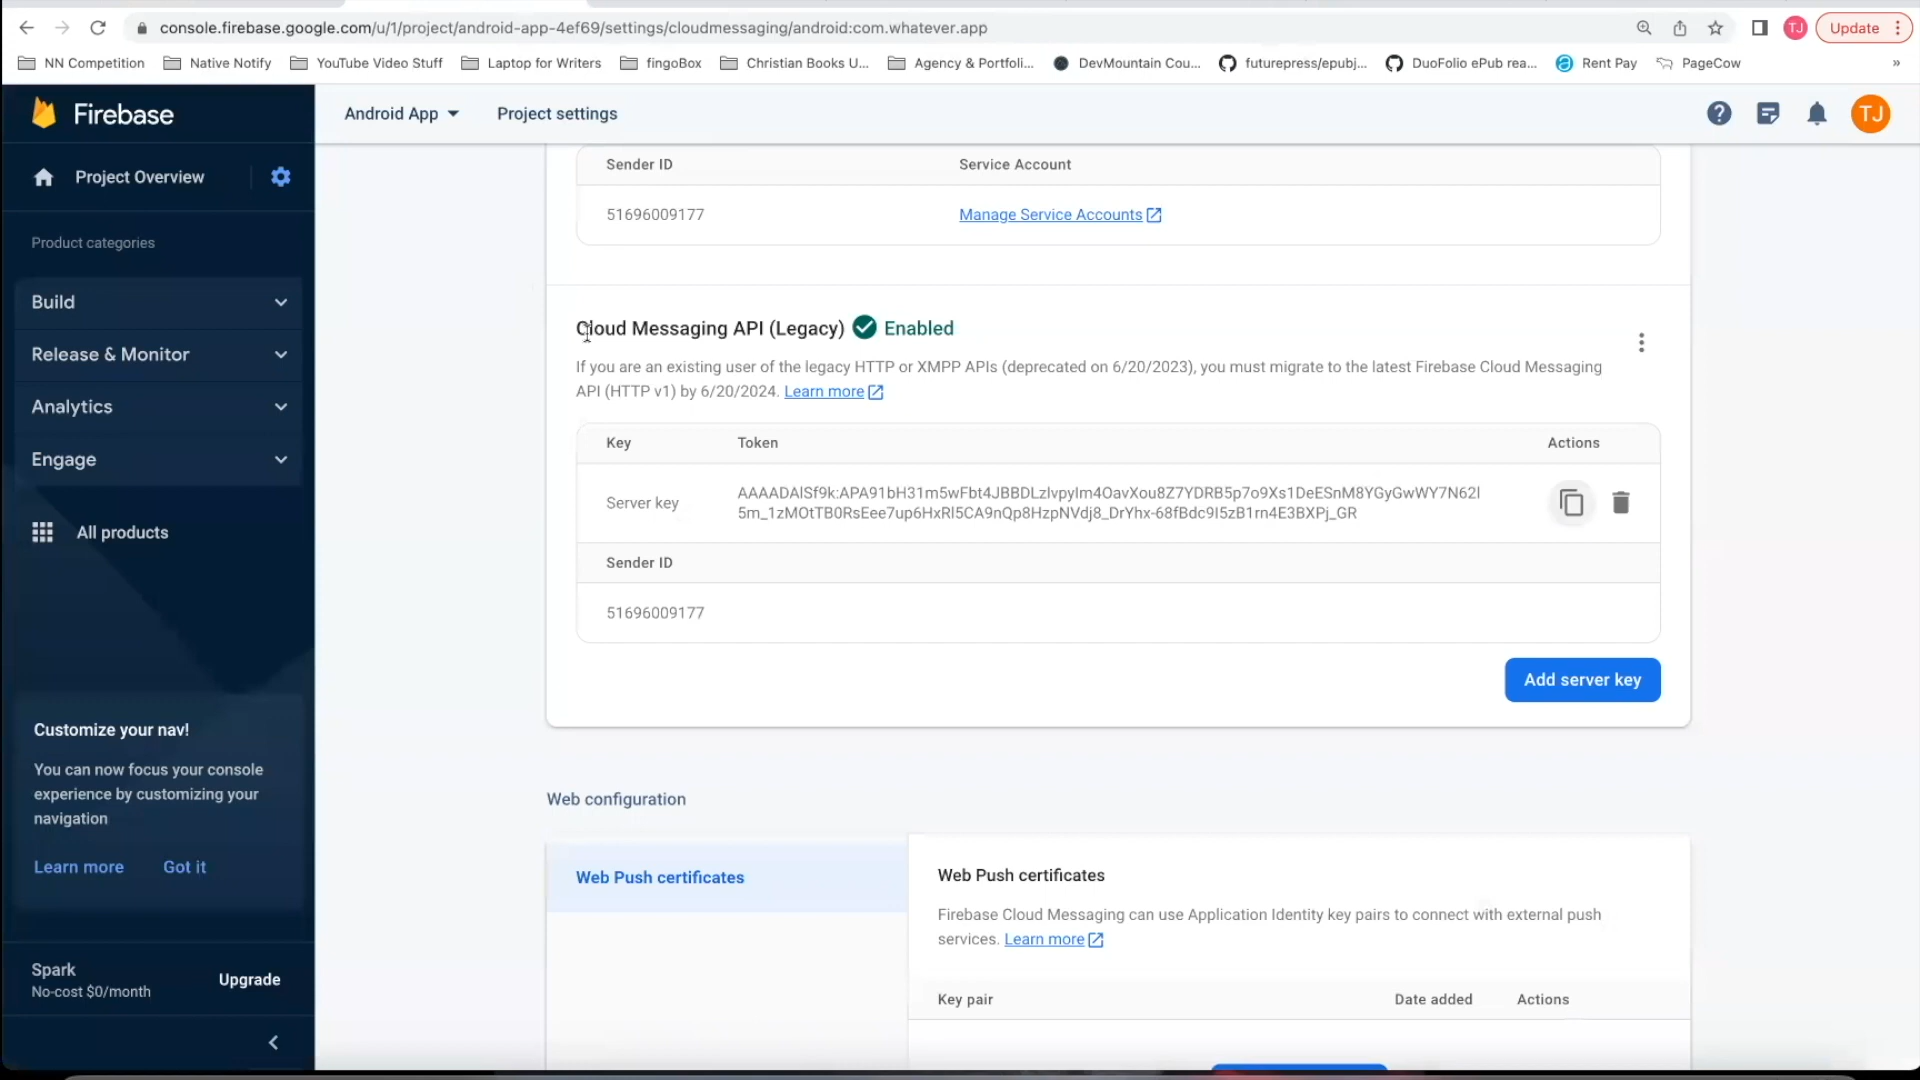 console.firebase.google.com/u/1/project/android-app-4ef69/settings/cloudmessaging/android:com.whatever.app
TJ
Update
NN Competition
Native Notify
YouTube Video Stuff
Laptop for Writers
fingoBox
Christian Books U...
Agency & Portfoli...
DevMountain Cou...
futurepress/epubj...
DuoFolio ePub rea...
Rent Pay
PageCow
»
Firebase
Android App
Project settings
TJ
Project Overview
Product categories
Build
Release & Monitor
Analytics
Engage
All products
Customize your nav!
You can now focus your console
experience by customizing your
navigation
Learn more
Got it
Spark
No-cost $0/month
Upgrade
Sender ID
Service Account
51696009177
Manage Service Accounts
Cloud Messaging API (Legacy)
Enabled
If you are an existing user of the legacy HTTP or XMPP APIs (deprecated on 6/20/2023), you must migrate to the latest Firebase Cloud Messaging
API (HTTP v1) by 6/20/2024. Learn more
Key
Token
Actions
Server key
AAAADAlSf9k:APA91bH31m5wFbt4JBBDLzlvpyIm4OavXou8Z7YDRB5p7o9Xs1DeESnM8YGyGwWY7N62l
5m_1zMOtTB0RsEee7up6HxRl5CA9nQp8HzpNVdj8_DrYhx-68fBdc9I5zB1rn4E3BXPj_GR
Sender ID
51696009177
Add server key
Web configuration
Web Push certificates
Web Push certificates
Firebase Cloud Messaging can use Application Identity key pairs to connect with external push
services. Learn more
Key pair
Date added
Actions